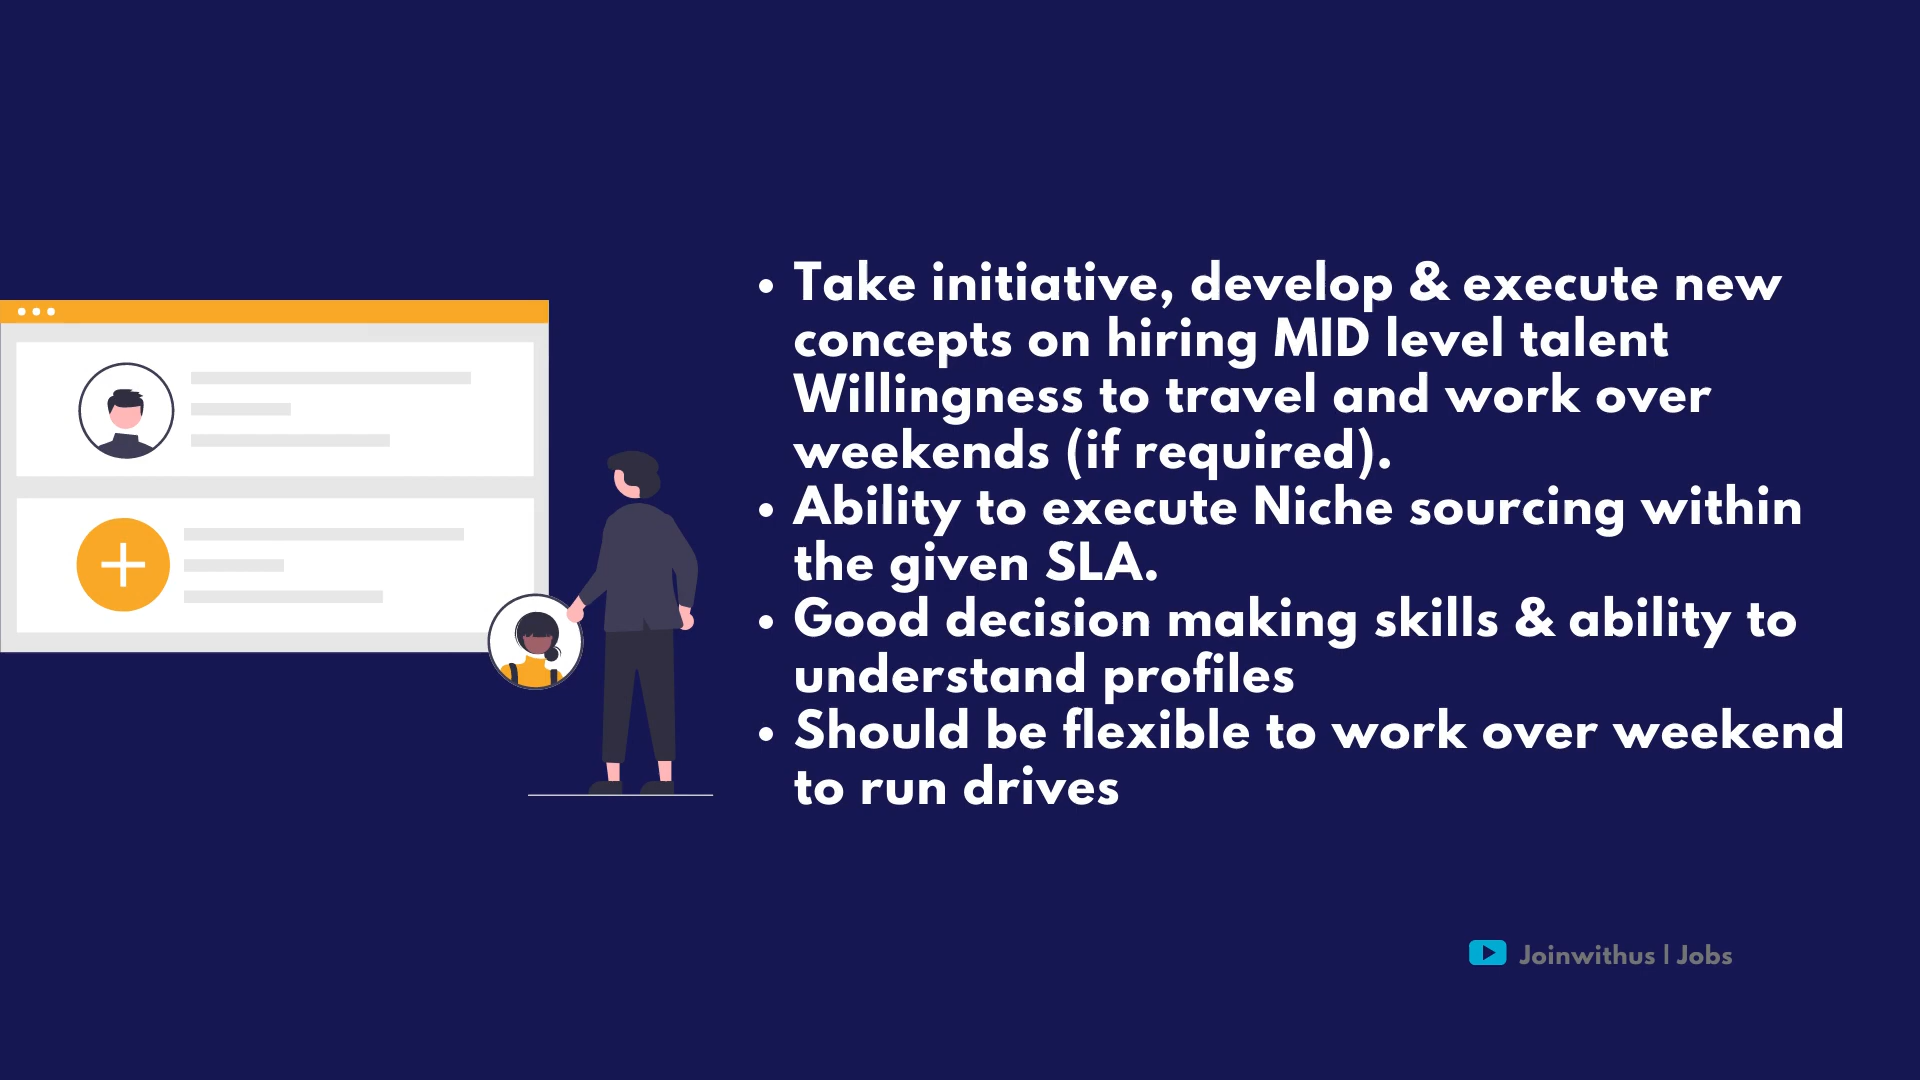 • Take initiative, develop & execute new
concepts on hiring MID level talent
Willingness to travel and work over
weekends (if required).
• Ability to execute Niche sourcing within
the given SLA.
• Good decision making skills & ability to
understand profiles
• Should be flexible to work over weekend
to run drives
Joinwithus | Jobs